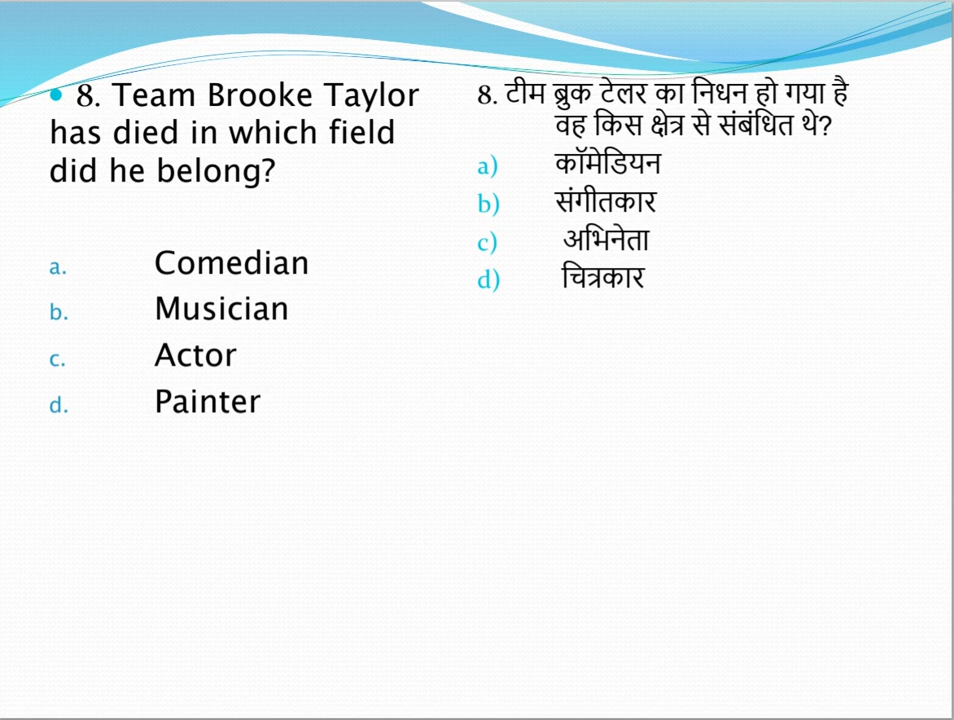 8. Team Brooke Taylor
has died in which field
did he belong?
a. Comedian
b. Musician
c. Actor
d. Painter
8. टीम ब्रुक टेलर का निधन हो गया है
वह किस क्षेत्र से संबंधित थे?
a) कॉमेडियन
b) संगीतकार
c) अभिनेता
d) चित्रकार